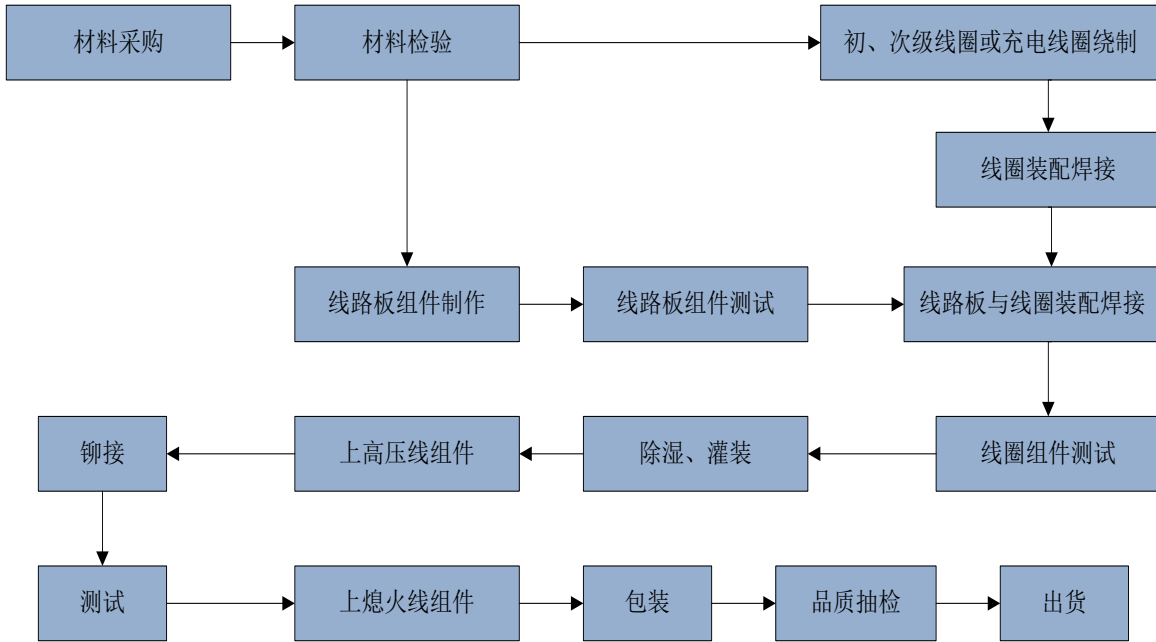 材料采购
材料检验
初、次级线圈或充电线圈绕制
线圈装配焊接
线路板组件制作
线路板组件测试
线路板与线圈装配焊接
铆接
上高压线组件
除湿、灌装
线圈组件测试
测试
上熄火线组件
包装
品质抽检
出货